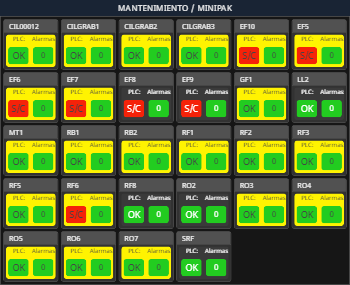 MANTENIMIENTO / MINIPAK
CIL00012 CILGRAB1 CILGRAB2 CILGRAB3 EF10 EF5
PLC: Alarmas PLC: Alarmas PLC: Alarmas PLC: Alarmas PLC: Alarmas PLC: Alarmas
OK 0 OK 0 OK 0 OK 0 S/C 0 S/C 0
EF6 EF7 EF8 EF9 GF1 LL2
PLC: Alarmas PLC: Alarmas PLC: Alarmas PLC: Alarmas PLC: Alarmas PLC: Alarmas
S/C 0 S/C 0 S/C 0 S/C 0 OK 0 OK 0
MT1 RB1 RB2 RF1 RF2 RF3
PLC: Alarmas PLC: Alarmas PLC: Alarmas PLC: Alarmas PLC: Alarmas PLC: Alarmas
OK 0 OK 0 OK 0 OK 0 OK 0 OK 0
RF5 RF6 RF8 RO2 RO3 RO4
PLC: Alarmas PLC: Alarmas PLC: Alarmas PLC: Alarmas PLC: Alarmas PLC: Alarmas
OK 0 S/C 0 OK 0 OK 0 OK 0 OK 0
RO5 RO6 RO7 SRF
PLC: Alarmas PLC: Alarmas PLC: Alarmas PLC: Alarmas
OK 0 OK 0 OK 0 OK 0